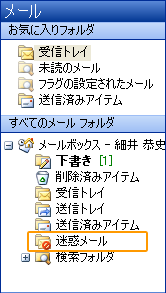 メール
お気に入りフォルダ
受信トレイ
未読のメール
フラグの設定されたメール
送信済みアイテム
すべてのメール フォルダ
メールボックス - 細井 恭史
下書き [1]
削除済みアイテム
受信トレイ
送信トレイ
送信済みアイテム
迷惑メール
検索フォルダ